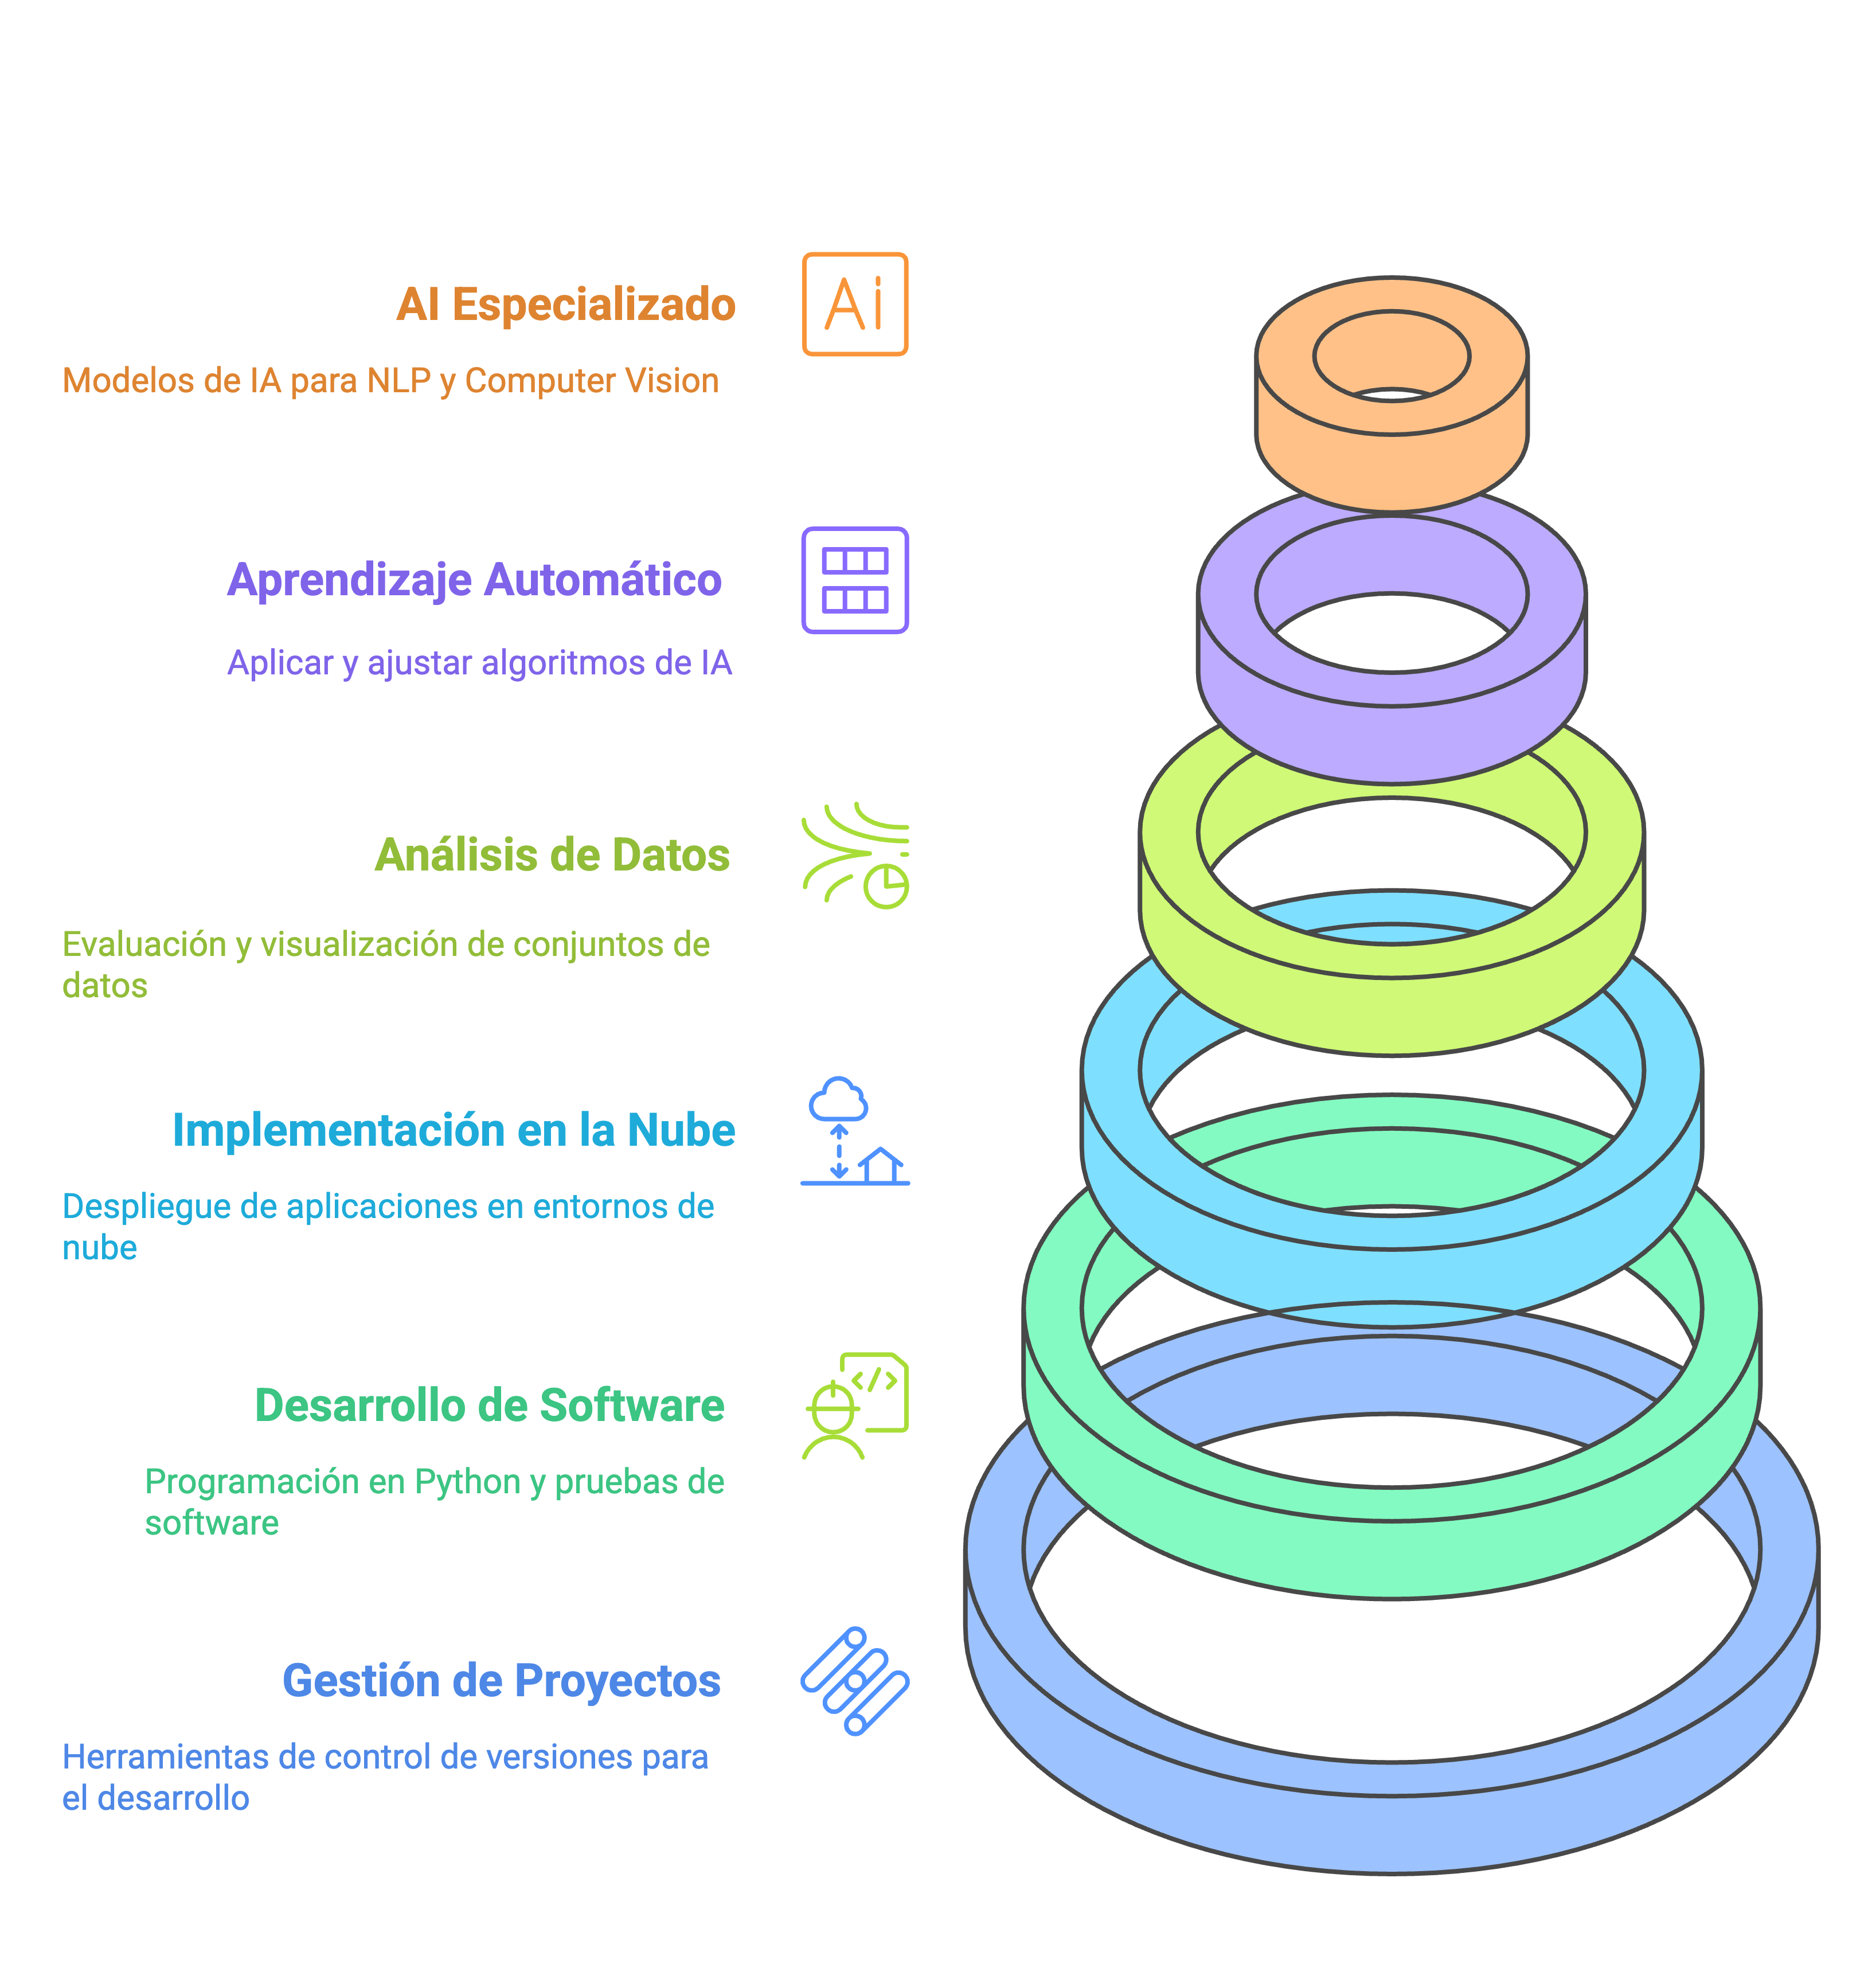 AI Especializado
Ai
Modelos de IA para NLP y Computer Vision
Aprendizaje Automático
Aplicar y ajustar algoritmos de IA
Análisis de Datos
Evaluación y visualización de conjuntos de
datos
Implementación en la Nube
Despliegue de aplicaciones en entornos de
nube
Desarrollo de Software
</>
Programación en Python y pruebas de
software
Gestión de Proyectos
Herramientas de control de versiones para
el desarrollo